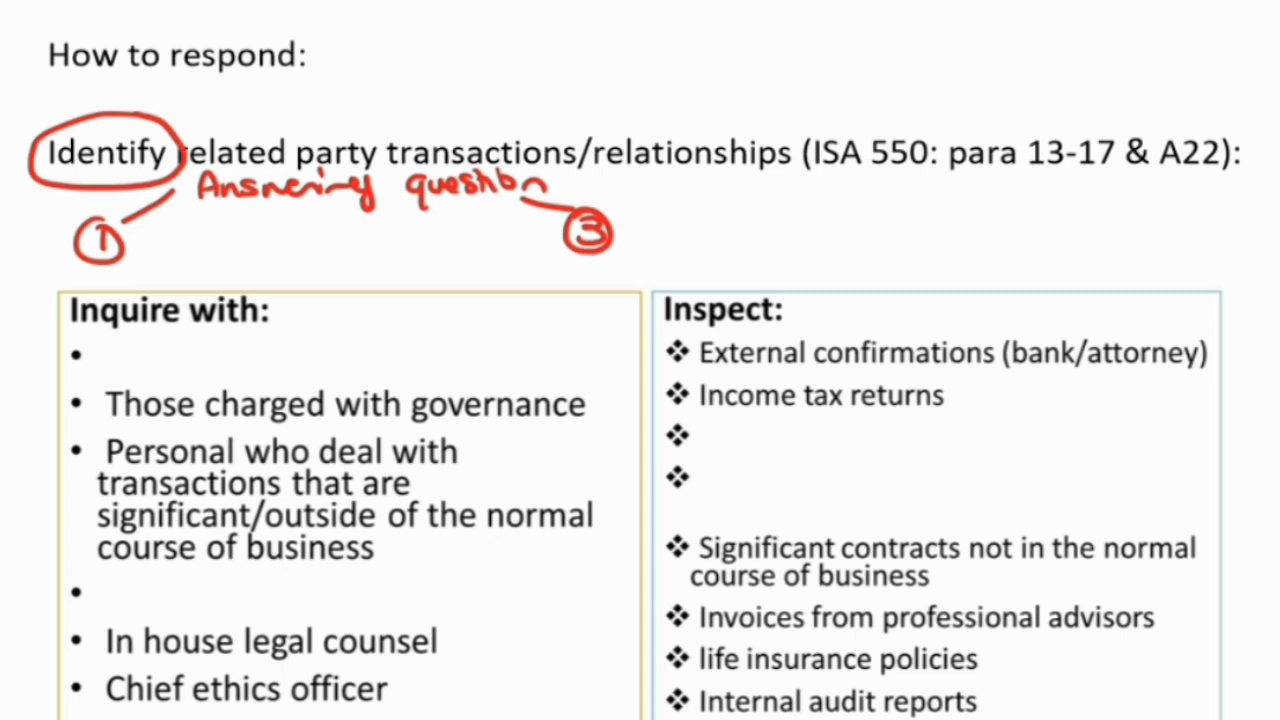 How to respond:
Identify related party transactions/relationships (ISA 550: para 13-17 & A22):
Answering question
1
3
Inquire with:
•
• Those charged with governance
• Personal who deal with
transactions that are
significant/outside of the normal
course of business
•
• In house legal counsel
• Chief ethics officer
Inspect:
❖ External confirmations (bank/attorney)
❖ Income tax returns
❖
❖
❖ Significant contracts not in the normal
course of business
❖ Invoices from professional advisors
❖ life insurance policies
❖ Internal audit reports